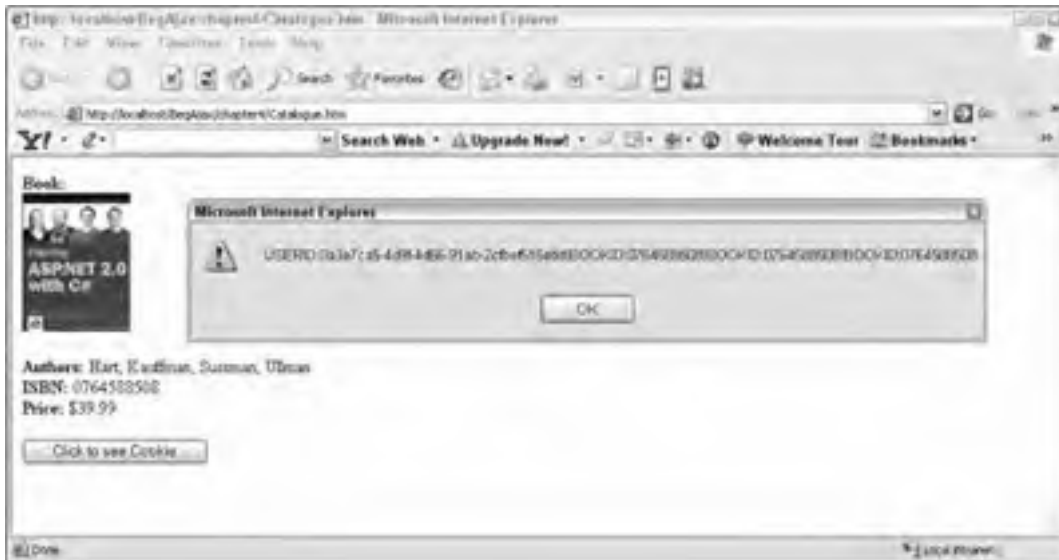 Microsoft Internet Explorer
File Edit View Favorites Tools Help
Search Favorites
http://localhost/BegAjax/chapter4/Catalogue.htm
Y! Search Web Upgrade Now! Welcome Tour Bookmarks
Book:
ASP.NET 2.0
with C#
Microsoft Internet Explorer
OK
Authors: Hart, Kauffman, Sussman, Ullman
ISBN: 0764588508
Price: $39.99
Click to see Cookie
Done
Local intranet